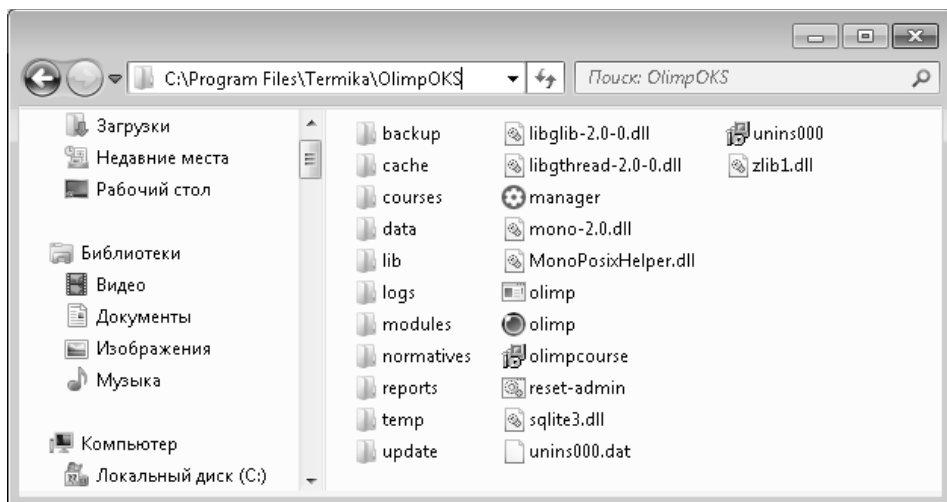 C:\Program Files\Termika\OlimpOKS
Поиск: OlimpOKS
Загрузки
Недавние места
Рабочий стол
Библиотеки
Видео
Документы
Изображения
Музыка
Компьютер
Локальный диск (C:)
backup
cache
courses
data
lib
logs
modules
normatives
reports
temp
update
libglib-2.0-0.dll
libgthread-2.0-0.dll
manager
mono-2.0.dll
MonoPosixHelper.dll
olimp
olimp
olimpcourse
reset-admin
sqlite3.dll
unins000.dat
unins000
zlib1.dll